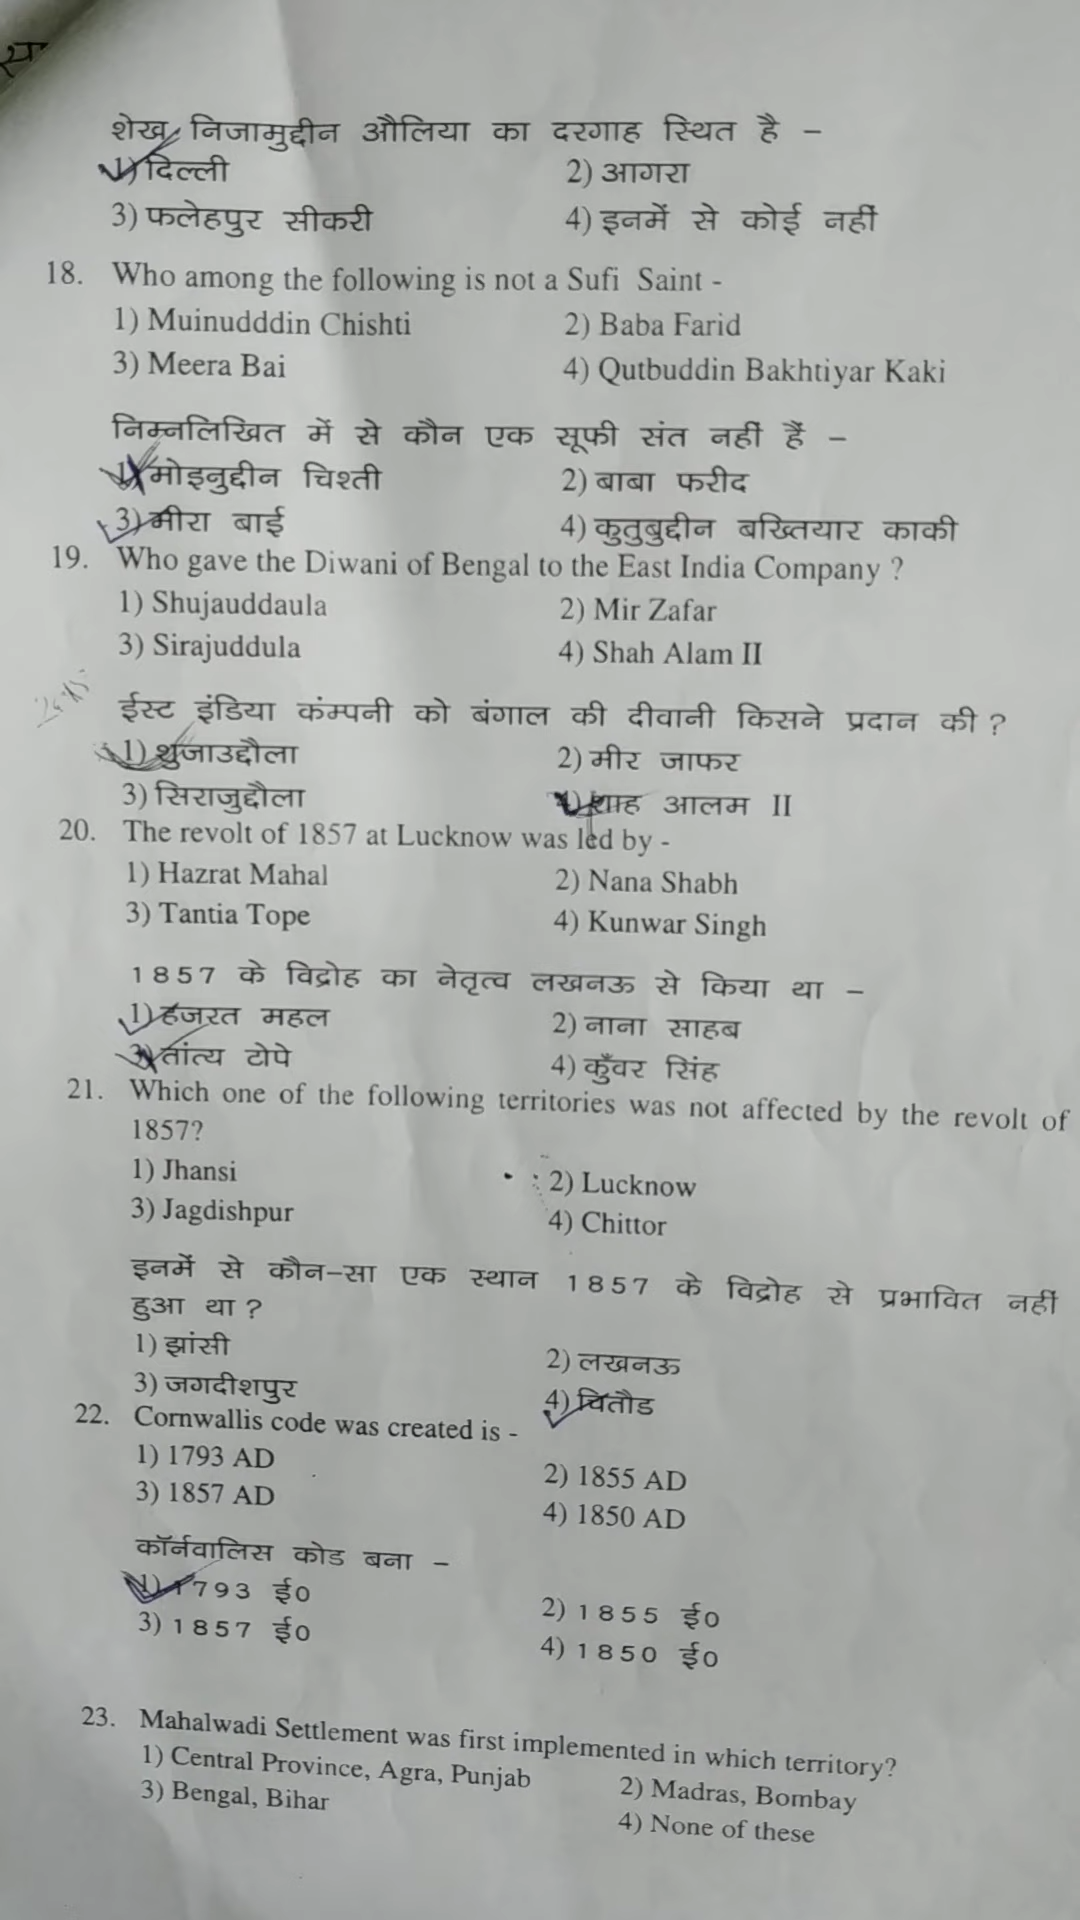 शेख निजामुद्दीन औलिया का दरगाह स्थित है –
1) दिल्ली 2) आगरा
3) फलेहपुर सीकरी 4) इनमें से कोई नहीं
18. Who among the following is not a Sufi Saint -
1) Muinudddin Chishti 2) Baba Farid
3) Meera Bai 4) Qutbuddin Bakhtiyar Kaki
निम्नलिखित में से कौन एक सूफी संत नहीं हैं –
1) मोइनुद्दीन चिश्ती 2) बाबा फरीद
3) मीरा बाई 4) कुतुबुद्दीन बख्तियार काकी
19. Who gave the Diwani of Bengal to the East India Company ?
1) Shujauddaula 2) Mir Zafar
3) Sirajuddula 4) Shah Alam II
ईस्ट इंडिया कंम्पनी को बंगाल की दीवानी किसने प्रदान की ?
1) शुजाउद्दौला 2) मीर जाफर
3) सिराजुद्दौला 4) शाह आलम II
20. The revolt of 1857 at Lucknow was led by -
1) Hazrat Mahal 2) Nana Shabh
3) Tantia Tope 4) Kunwar Singh
1857 के विद्रोह का नेतृत्व लखनऊ से किया था –
1) हजरत महल 2) नाना साहब
3) तांत्य टोपे 4) कुँवर सिंह
21. Which one of the following territories was not affected by the revolt of
1857?
1) Jhansi 2) Lucknow
3) Jagdishpur 4) Chittor
इनमें से कौन–सा एक स्थान 1857 के विद्रोह से प्रभावित नहीं
हुआ था ?
1) झांसी 2) लखनऊ
3) जगदीशपुर 4) चितौड
22. Cornwallis code was created is -
1) 1793 AD 2) 1855 AD
3) 1857 AD 4) 1850 AD
कॉर्नवालिस कोड बना –
1) 1793 ई० 2) 1855 ई०
3) 1857 ई० 4) 1850 ई०
23. Mahalwadi Settlement was first implemented in which territory?
1) Central Province, Agra, Punjab 2) Madras, Bombay
3) Bengal, Bihar 4) None of these